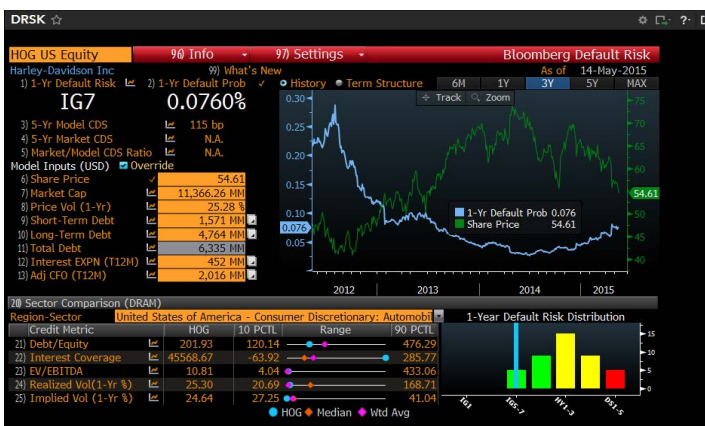 DRSK
?
HOG US Equity 96) Info 97) Settings Bloomberg Default Risk
Harley-Davidson Inc 99) What's New As of 14-May-2015
1) 1-Yr Default Risk 2) 1-Yr Default Prob History Term Structure 6M 1Y 3Y 5Y MAX
IG7 0.0760%
Track Zoom
3) 5-Yr Model CDS 115 bp
4) 5-Yr Market CDS N.A.
5) Market/Model CDS Ratio N.A.
Model Inputs (USD) Override
6) Share Price 54.61
7) Market Cap 11,366.26 MM
8) Price Vol (1-Yr) 25.28 %
9) Short-Term Debt 1,571 MM
10) Long-Term Debt 4,764 MM
11) Total Debt 6,335 MM
12) Interest EXPN (T12M) 452 MM
13) Adj CFO (T12M) 2,016 MM
0.30
0.25
0.20
0.15
0.10
0.076
0.05
75
70
65
60
54.61
50
45
40
1-Yr Default Prob 0.076
Share Price 54.61
2012 2013 2014 2015
20) Sector Comparison (DRAM)
Region-Sector United States of America - Consumer Discretionary: Automobil 1-Year Default Risk Distribution
Credit Metric HOG 10 PCTL Range 90 PCTL
21) Debt/Equity 201.93 120.14 476.29
22) Interest Coverage 45568.67 -63.92 285.77
23) EV/EBITDA 10.81 4.04 433.06
24) Realized Vol(1-Yr %) 25.30 20.69 168.71
25) Implied Vol (1-Yr %) 24.64 27.25 41.04
HOG Median Wtd Avg
15
10
5
0
IG1 IG5-7 HY1-3 DS1-5